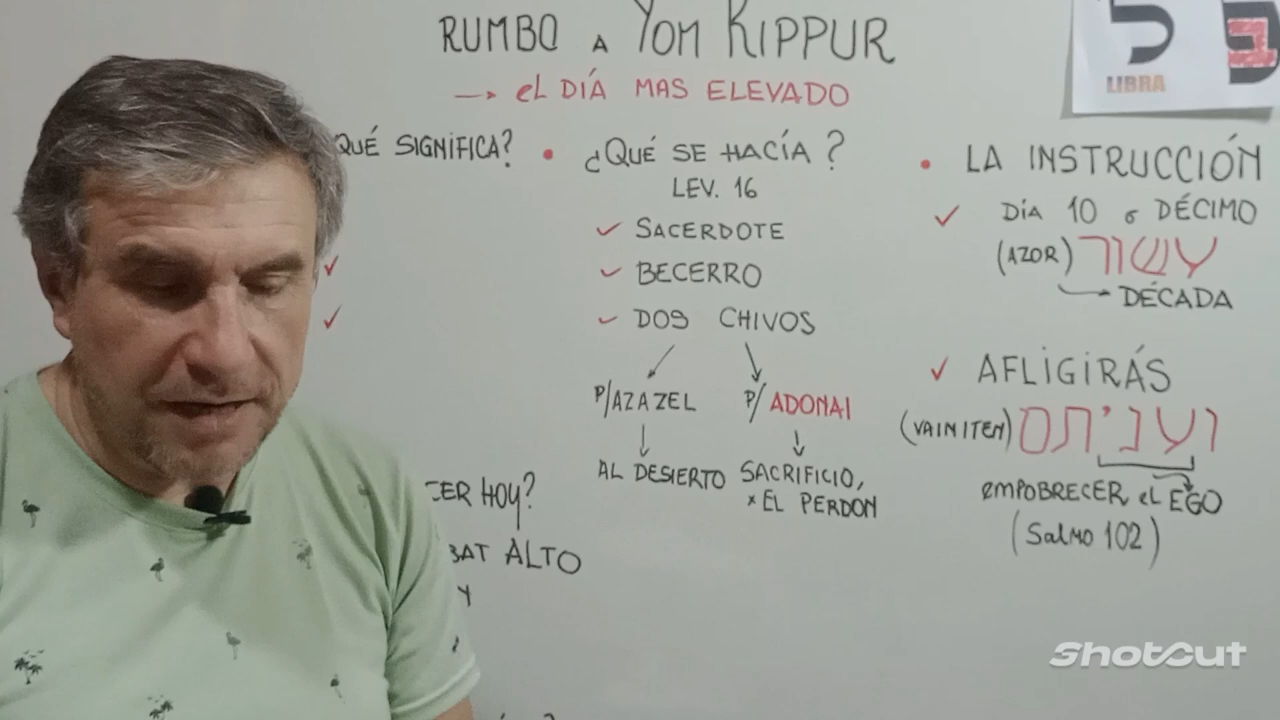 RUMBO A YOM KIPPUR
→ EL DÍA MAS ELEVADO
QUÉ SIGNIFICA?
¿QUÉ SE HACÍA?
LEV. 16
✓ SACERDOTE
✓ BECERRO
✓ DOS CHIVOS
P/AZAZEL
P/ADONAI
AL DESIERTO
SACRIFICIO,
x EL PERDON
CER HOY?
BAT ALTO
Y
LIBRA
• LA INSTRUCCIÓN
✓ DÍA 10 o DÉCIMO
(AZOR) עשור
→ DÉCADA
✓ AFLIGIRÁS
(VAINITEM) ועניתם
EMPOBRECER EL EGO
(SALMO 102)
SHOTCUT